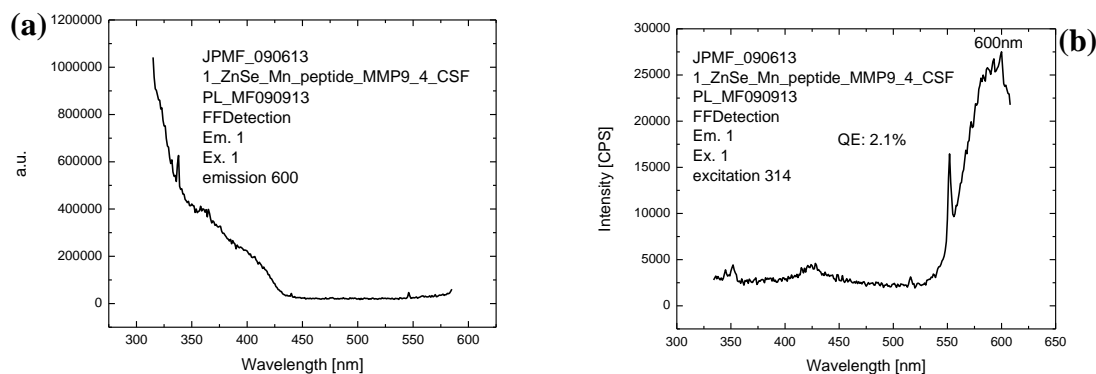 (a)
1200000
1000000
800000
600000
400000
200000
0
a.u.
JPMF_090613
1_ZnSe_Mn_peptide_MMP9_4_CSF
PL_MF090913
FFDetection
Em. 1
Ex. 1
emission 600
300 350 400 450 500 550 600
Wavelength [nm]
(b)
30000
25000
20000
15000
10000
5000
0
Intensity [CPS]
JPMF_090613
1_ZnSe_Mn_peptide_MMP9_4_CSF
PL_MF090913
FFDetection
Em. 1
Ex. 1
excitation 314
QE: 2.1%
600nm
300 350 400 450 500 550 600 650
Wavelength [nm]